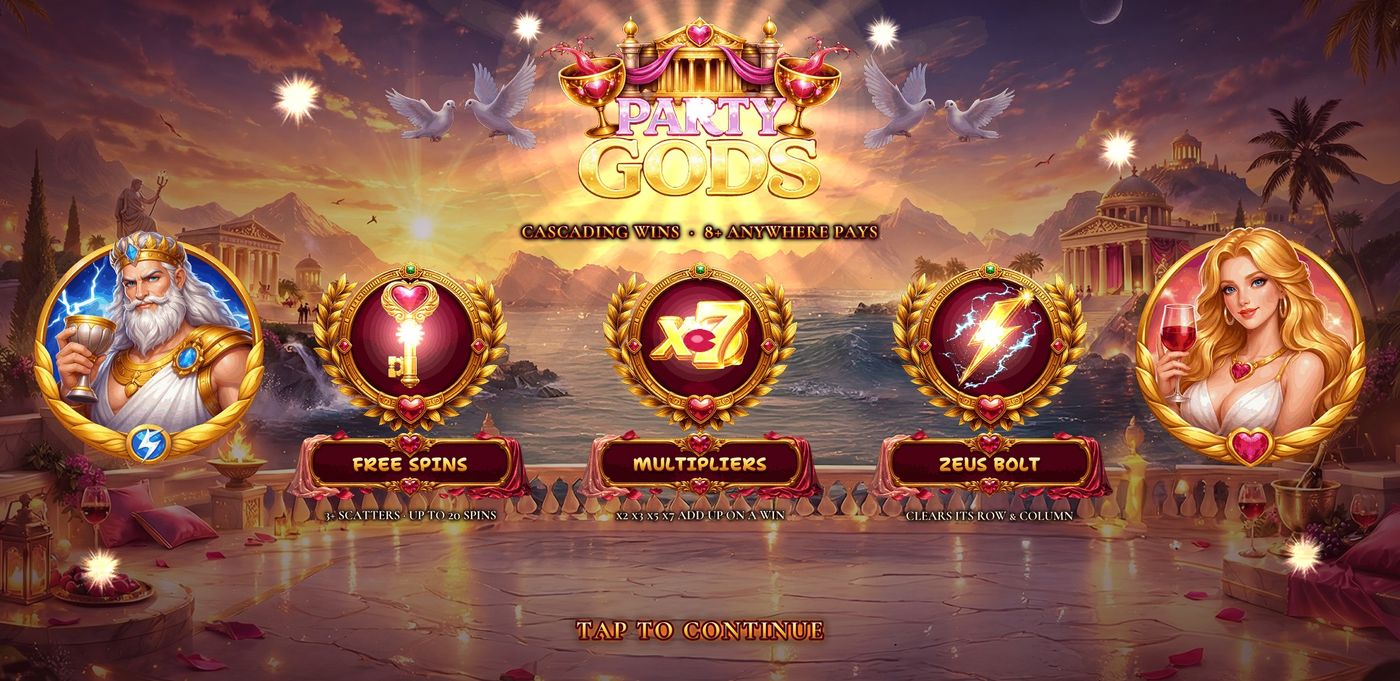 PARTY
GODS
CASCADING WINS · 8+ ANYWHERE PAYS
x7
FREE SPINS
MULTIPLIERS
ZEUS BOLT
3+ SCATTERS · UP TO 20 SPINS
x2 x3 x5 x7 ADD UP ON A WIN
CLEARS ITS ROW & COLUMN
TAP TO CONTINUE